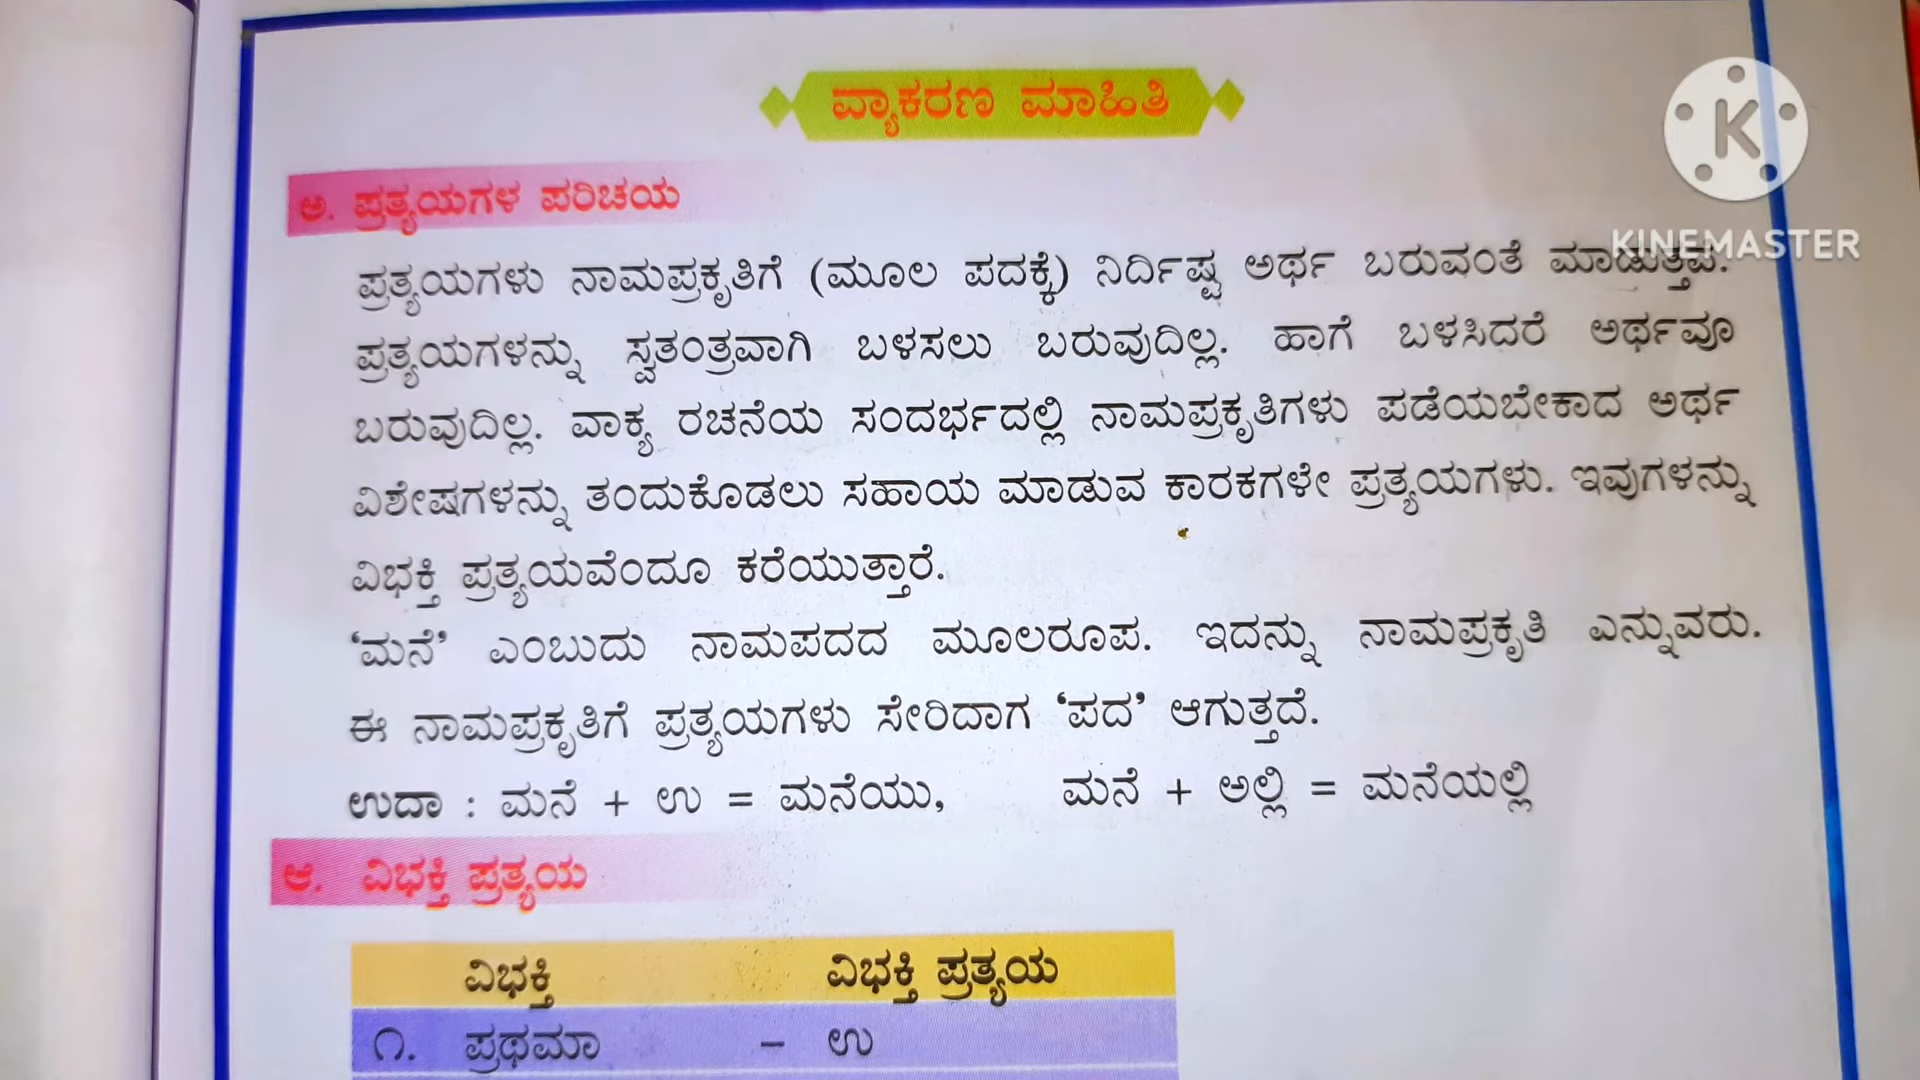 ವ್ಯಾಕರಣ ಮಾಹಿತಿ
K
KINEMASTER
ಅ. ಪ್ರತ್ಯಯಗಳ ಪರಿಚಯ
ಪ್ರತ್ಯಯಗಳು ನಾಮಪ್ರಕೃತಿಗೆ (ಮೂಲ ಪದಕ್ಕೆ) ನಿರ್ದಿಷ್ಟ ಅರ್ಥ ಬರುವಂತೆ ಮಾಡುತ್ತವೆ.
ಪ್ರತ್ಯಯಗಳನ್ನು ಸ್ವತಂತ್ರವಾಗಿ ಬಳಸಲು ಬರುವುದಿಲ್ಲ. ಹಾಗೆ ಬಳಸಿದರೆ ಅರ್ಥವೂ
ಬರುವುದಿಲ್ಲ. ವಾಕ್ಯ ರಚನೆಯ ಸಂದರ್ಭದಲ್ಲಿ ನಾಮಪ್ರಕೃತಿಗಳು ಪಡೆಯಬೇಕಾದ ಅರ್ಥ
ವಿಶೇಷಗಳನ್ನು ತಂದುಕೊಡಲು ಸಹಾಯ ಮಾಡುವ ಕಾರಕಗಳೇ ಪ್ರತ್ಯಯಗಳು. ಇವುಗಳನ್ನು
ವಿಭಕ್ತಿ ಪ್ರತ್ಯಯವೆಂದೂ ಕರೆಯುತ್ತಾರೆ.
‘ಮನೆ’ ಎಂಬುದು ನಾಮಪದದ ಮೂಲರೂಪ. ಇದನ್ನು ನಾಮಪ್ರಕೃತಿ ಎನ್ನುವರು.
ಈ ನಾಮಪ್ರಕೃತಿಗೆ ಪ್ರತ್ಯಯಗಳು ಸೇರಿದಾಗ ‘ಪದ’ ಆಗುತ್ತದೆ.
ಉದಾ : ಮನೆ + ಉ = ಮನೆಯು, ಮನೆ + ಅಲ್ಲಿ = ಮನೆಯಲ್ಲಿ
ಆ. ವಿಭಕ್ತಿ ಪ್ರತ್ಯಯ
ವಿಭಕ್ತಿ ವಿಭಕ್ತಿ ಪ್ರತ್ಯಯ
೧. ಪ್ರಥಮಾ – ಉ